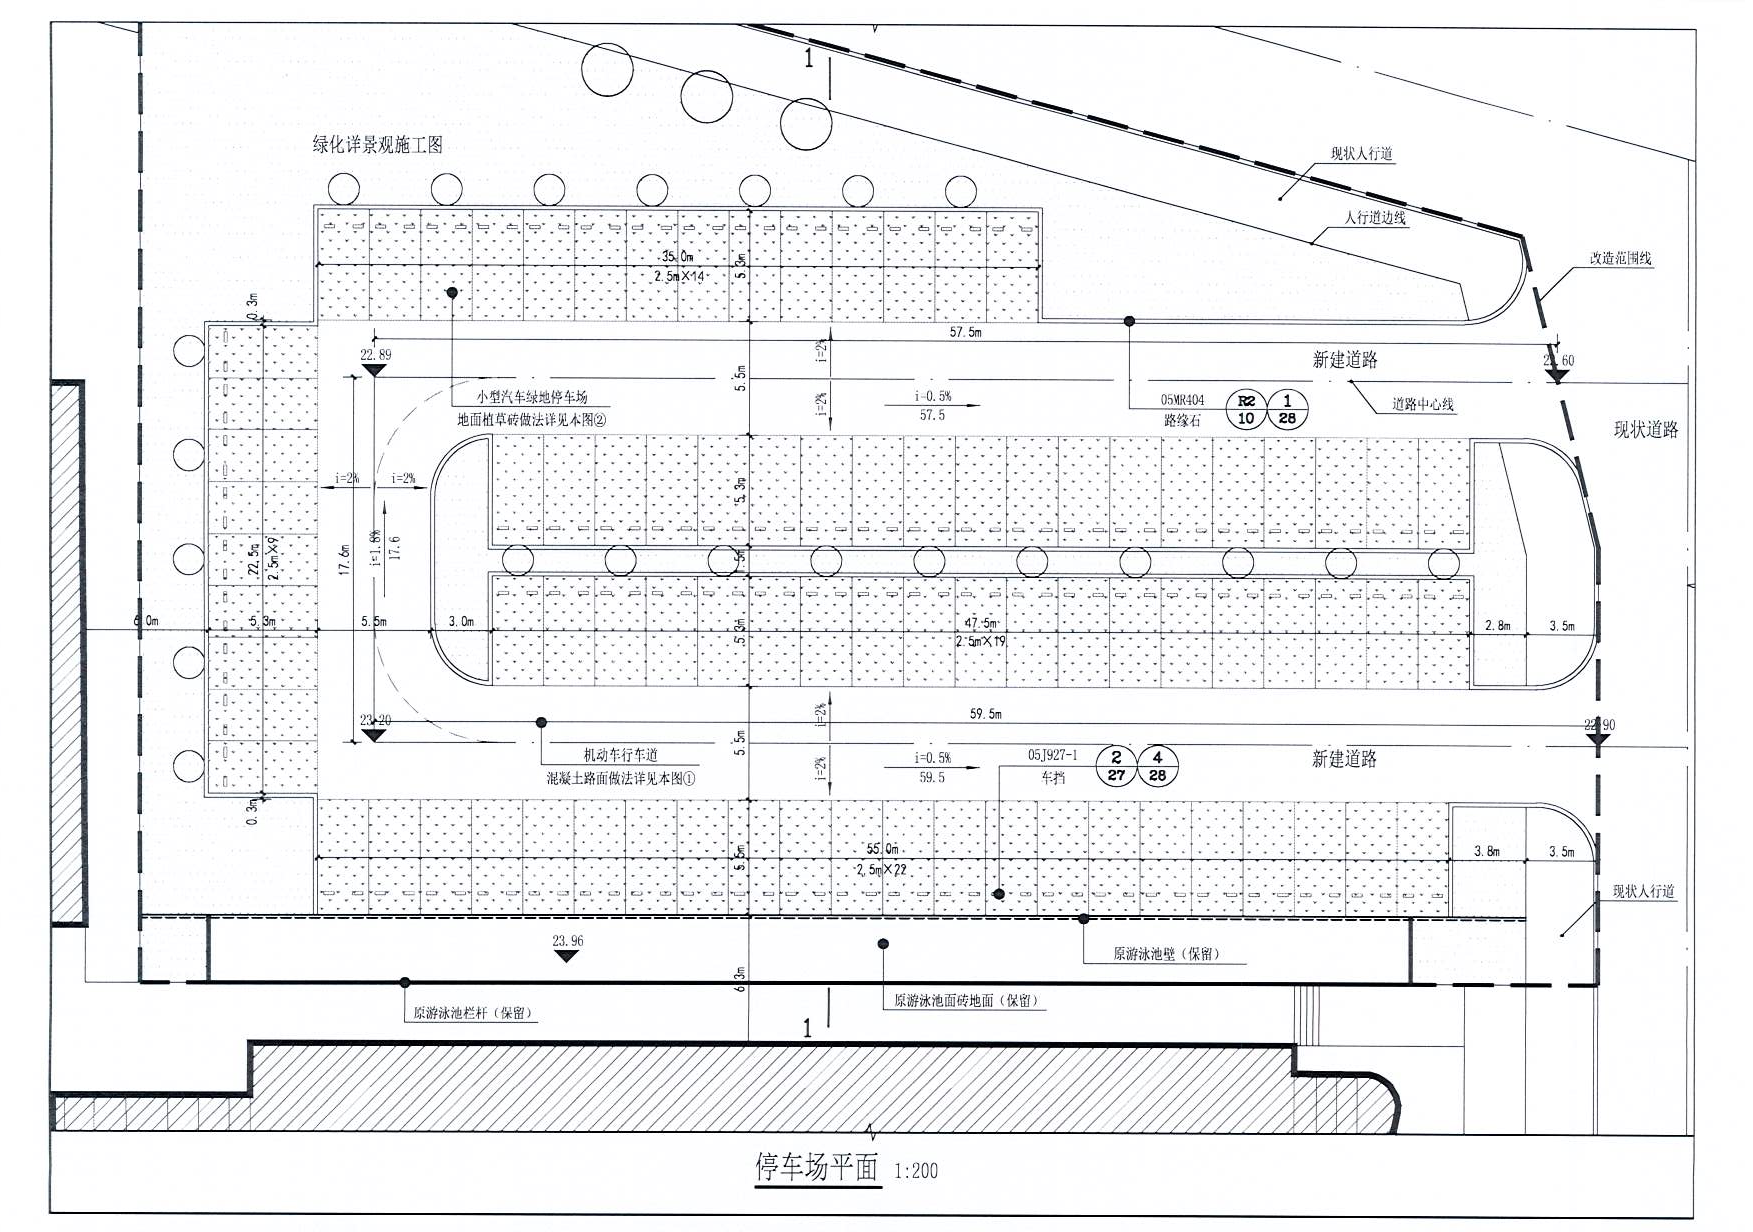 1
绿化详景观施工图
现状人行道
人行道边线
改造范围线
35.0m
2.5m×14
5.3m
0.3m
57.5m
22.89
i=2%
新建道路
5.5m
小型汽车绿地停车场
地面植草砖做法详见本图②
i=2%
i-0.5%
57.5
05MR404
路缘石
R2
10
1
28
道路中心线
现状道路
i=2%
i=2%
5.3m
22.5m
2.5m×9
17.6m
i=1.8%
17.6
6.0m
5.3m
5.5m
3.0m
5.3m
47.5m
2.5m×19
2.8m
3.5m
23.20
i=2%
59.5m
22.90
5.5m
机动车行车道
混凝土路面做法详见本图①
i=2%
i=0.5%
59.5
05J927-1
车挡
2
27
4
28
新建道路
0.3m
55.0m
2.5m×22
5.5m
3.8m
3.5m
现状人行道
23.96
原游泳池壁(保留)
6.3m
原游泳池栏杆(保留)
原游泳池面砖地面(保留)
1
停车场平面 1:200